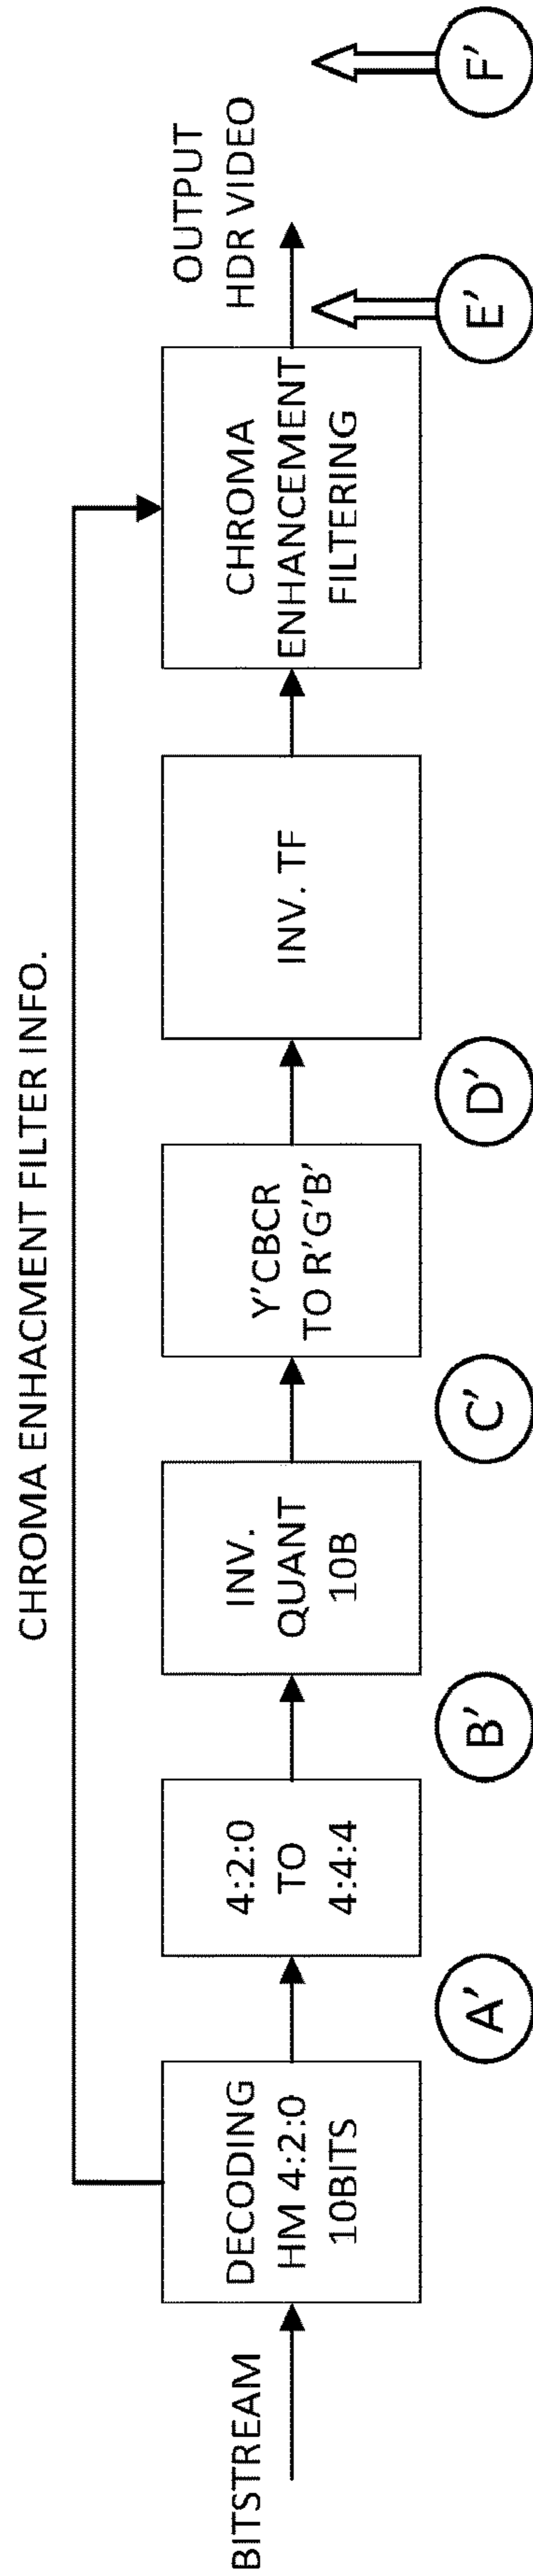 CHROMA ENHACMENT FILTER INFO.
BITSTREAM
DECODING
HM 4:2:0
10BITS
4:2:0
TO
4:4:4
INV.
QUANT
10B
Y'CBCR
TO R'G'B'
INV. TF
CHROMA
ENHANCEMENT
FILTERING
OUTPUT
HDR VIDEO
A'
B'
C'
D'
E'
F'